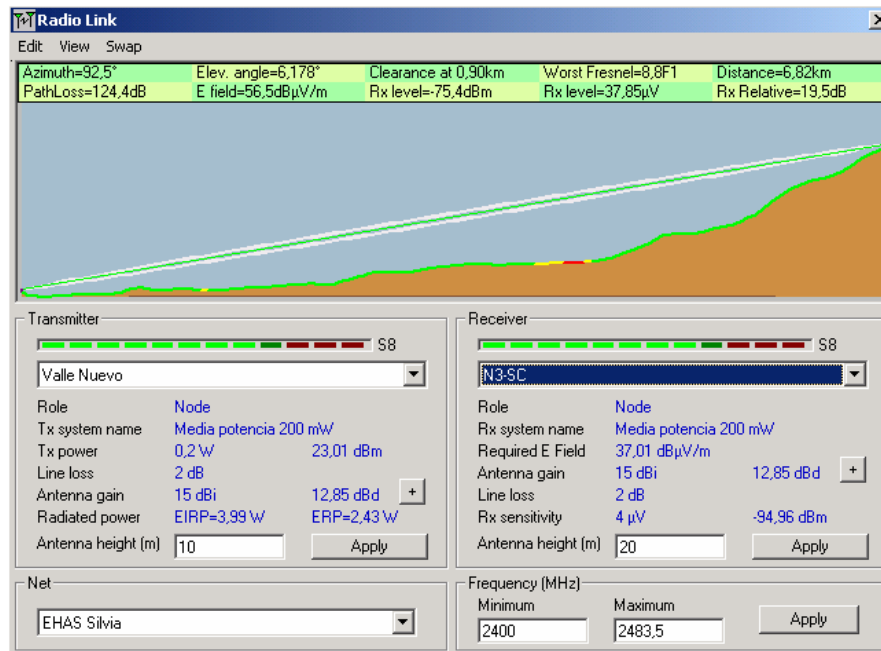 Radio Link
Edit View Swap
Azimuth=92,5° Elev. angle=6,178° Clearance at 0,90km Worst Fresnel=8,8F1 Distance=6,82km
PathLoss=124,4dB E field=56,5dBµV/m Rx level=-75,4dBm Rx level=37,85µV Rx Relative=19,5dB
Transmitter
S8
Valle Nuevo
Role Node
Tx system name Media potencia 200 mW
Tx power 0,2 W 23,01 dBm
Line loss 2 dB
Antenna gain 15 dBi 12,85 dBd +
Radiated power EIRP=3,99 W ERP=2,43 W
Antenna height (m) 10 Apply
Net
EHAS Silvia
Receiver
S8
N3-SC
Role Node
Rx system name Media potencia 200 mW
Required E Field 37,01 dBµV/m
Antenna gain 15 dBi 12,85 dBd +
Line loss 2 dB
Rx sensitivity 4 µV -94,96 dBm
Antenna height (m) 20 Apply
Frequency (MHz)
Minimum Maximum
2400 2483,5 Apply